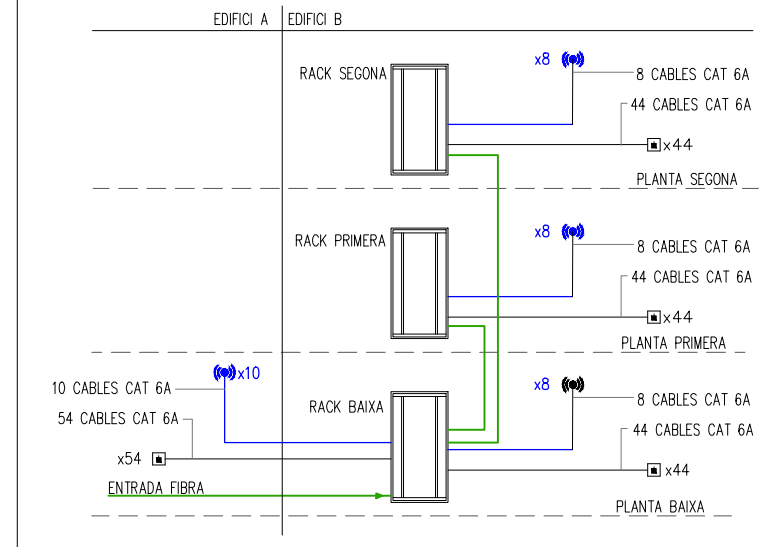 EDIFICI A
EDIFICI B
RACK SEGONA
x8
8 CABLES CAT 6A
44 CABLES CAT 6A
x44
PLANTA SEGONA
RACK PRIMERA
x8
8 CABLES CAT 6A
44 CABLES CAT 6A
x44
PLANTA PRIMERA
x10
10 CABLES CAT 6A
54 CABLES CAT 6A
x54
ENTRADA FIBRA
RACK BAIXA
x8
8 CABLES CAT 6A
44 CABLES CAT 6A
x44
PLANTA BAIXA